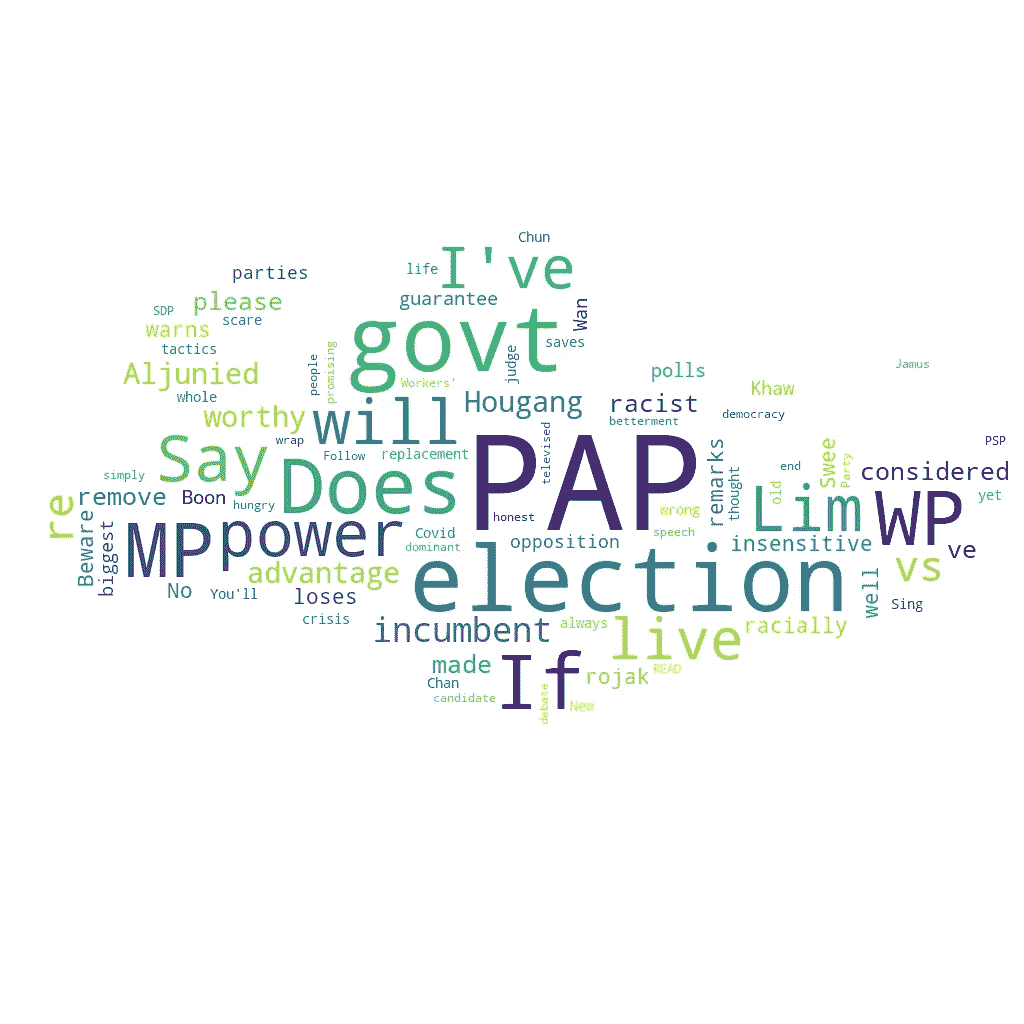 Chun
I've
life
parties
guarantee
please
SDP
scare
Wan
govt
warns
saves
tactics
judge
people
promising
polls
Jamus
Aljunied
Workers'
Khaw
whole
Hougang
racist
will
worthy
democracy
betterment
Follow
wrap
televised
PAP
PSP
Say
replacement
Does
remarks
thought
end
Swee
Party
considered
simply
old
yet
re
remove
Boon
hungry
honest
wrong
Lim
WP
MP
power
Covid
dominant
opposition
speech
insensitive
ve
Beware
biggest
advantage
election
vs
well
No
You'll
loses
Sing
crisis
incumbent
always
live
racially
made
If
rojak
READ
Chan
candidate
debate
New